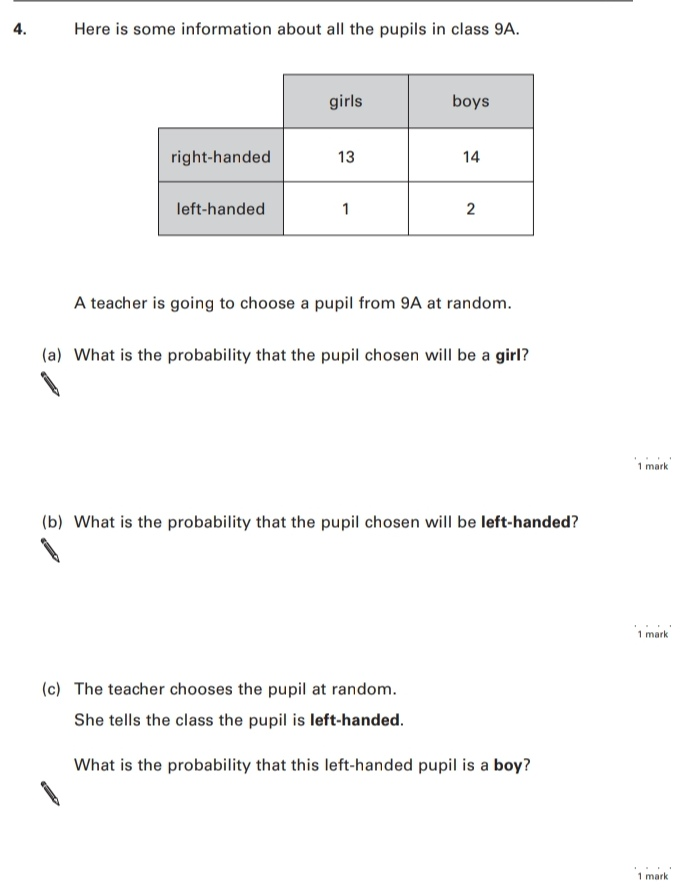 4. Here is some information about all the pupils in class 9A.
girls boys
right-handed 13 14
left-handed 1 2
A teacher is going to choose a pupil from 9A at random.
(a) What is the probability that the pupil chosen will be a girl?
1 mark
(b) What is the probability that the pupil chosen will be left-handed?
1 mark
(c) The teacher chooses the pupil at random.
She tells the class the pupil is left-handed.
What is the probability that this left-handed pupil is a boy?
1 mark